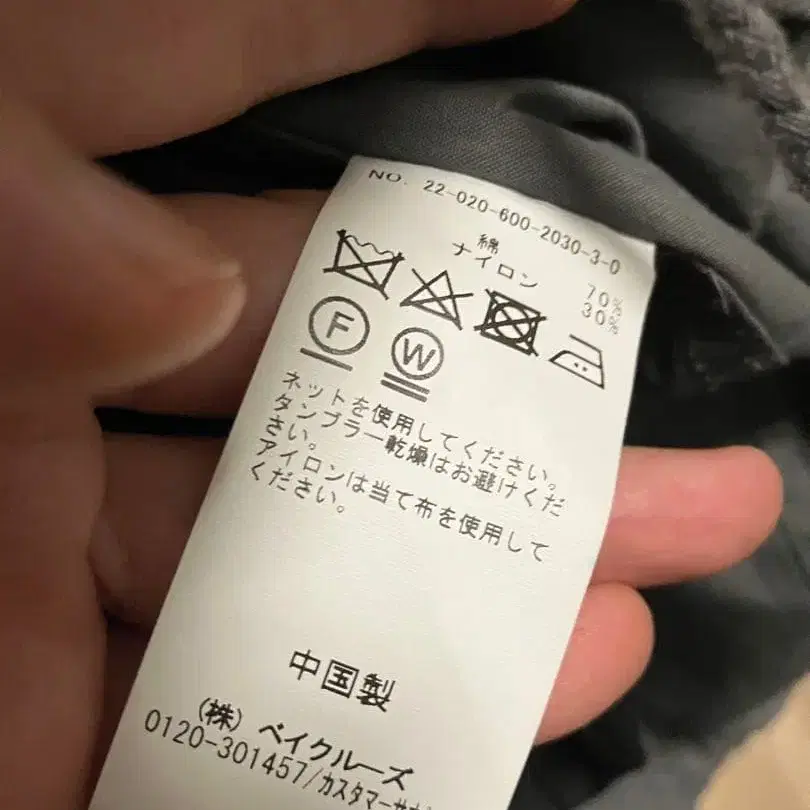 NO. 22-020-600-2030-3-0
綿 70%
ナイロン 30%
F W
ネットを使用してください。
タンブラー乾燥はお避けくだ
さい。
アイロンは当て布を使用して
ください。
中国製
(株) ベイクルーズ
0120-301457/カスタマーサ